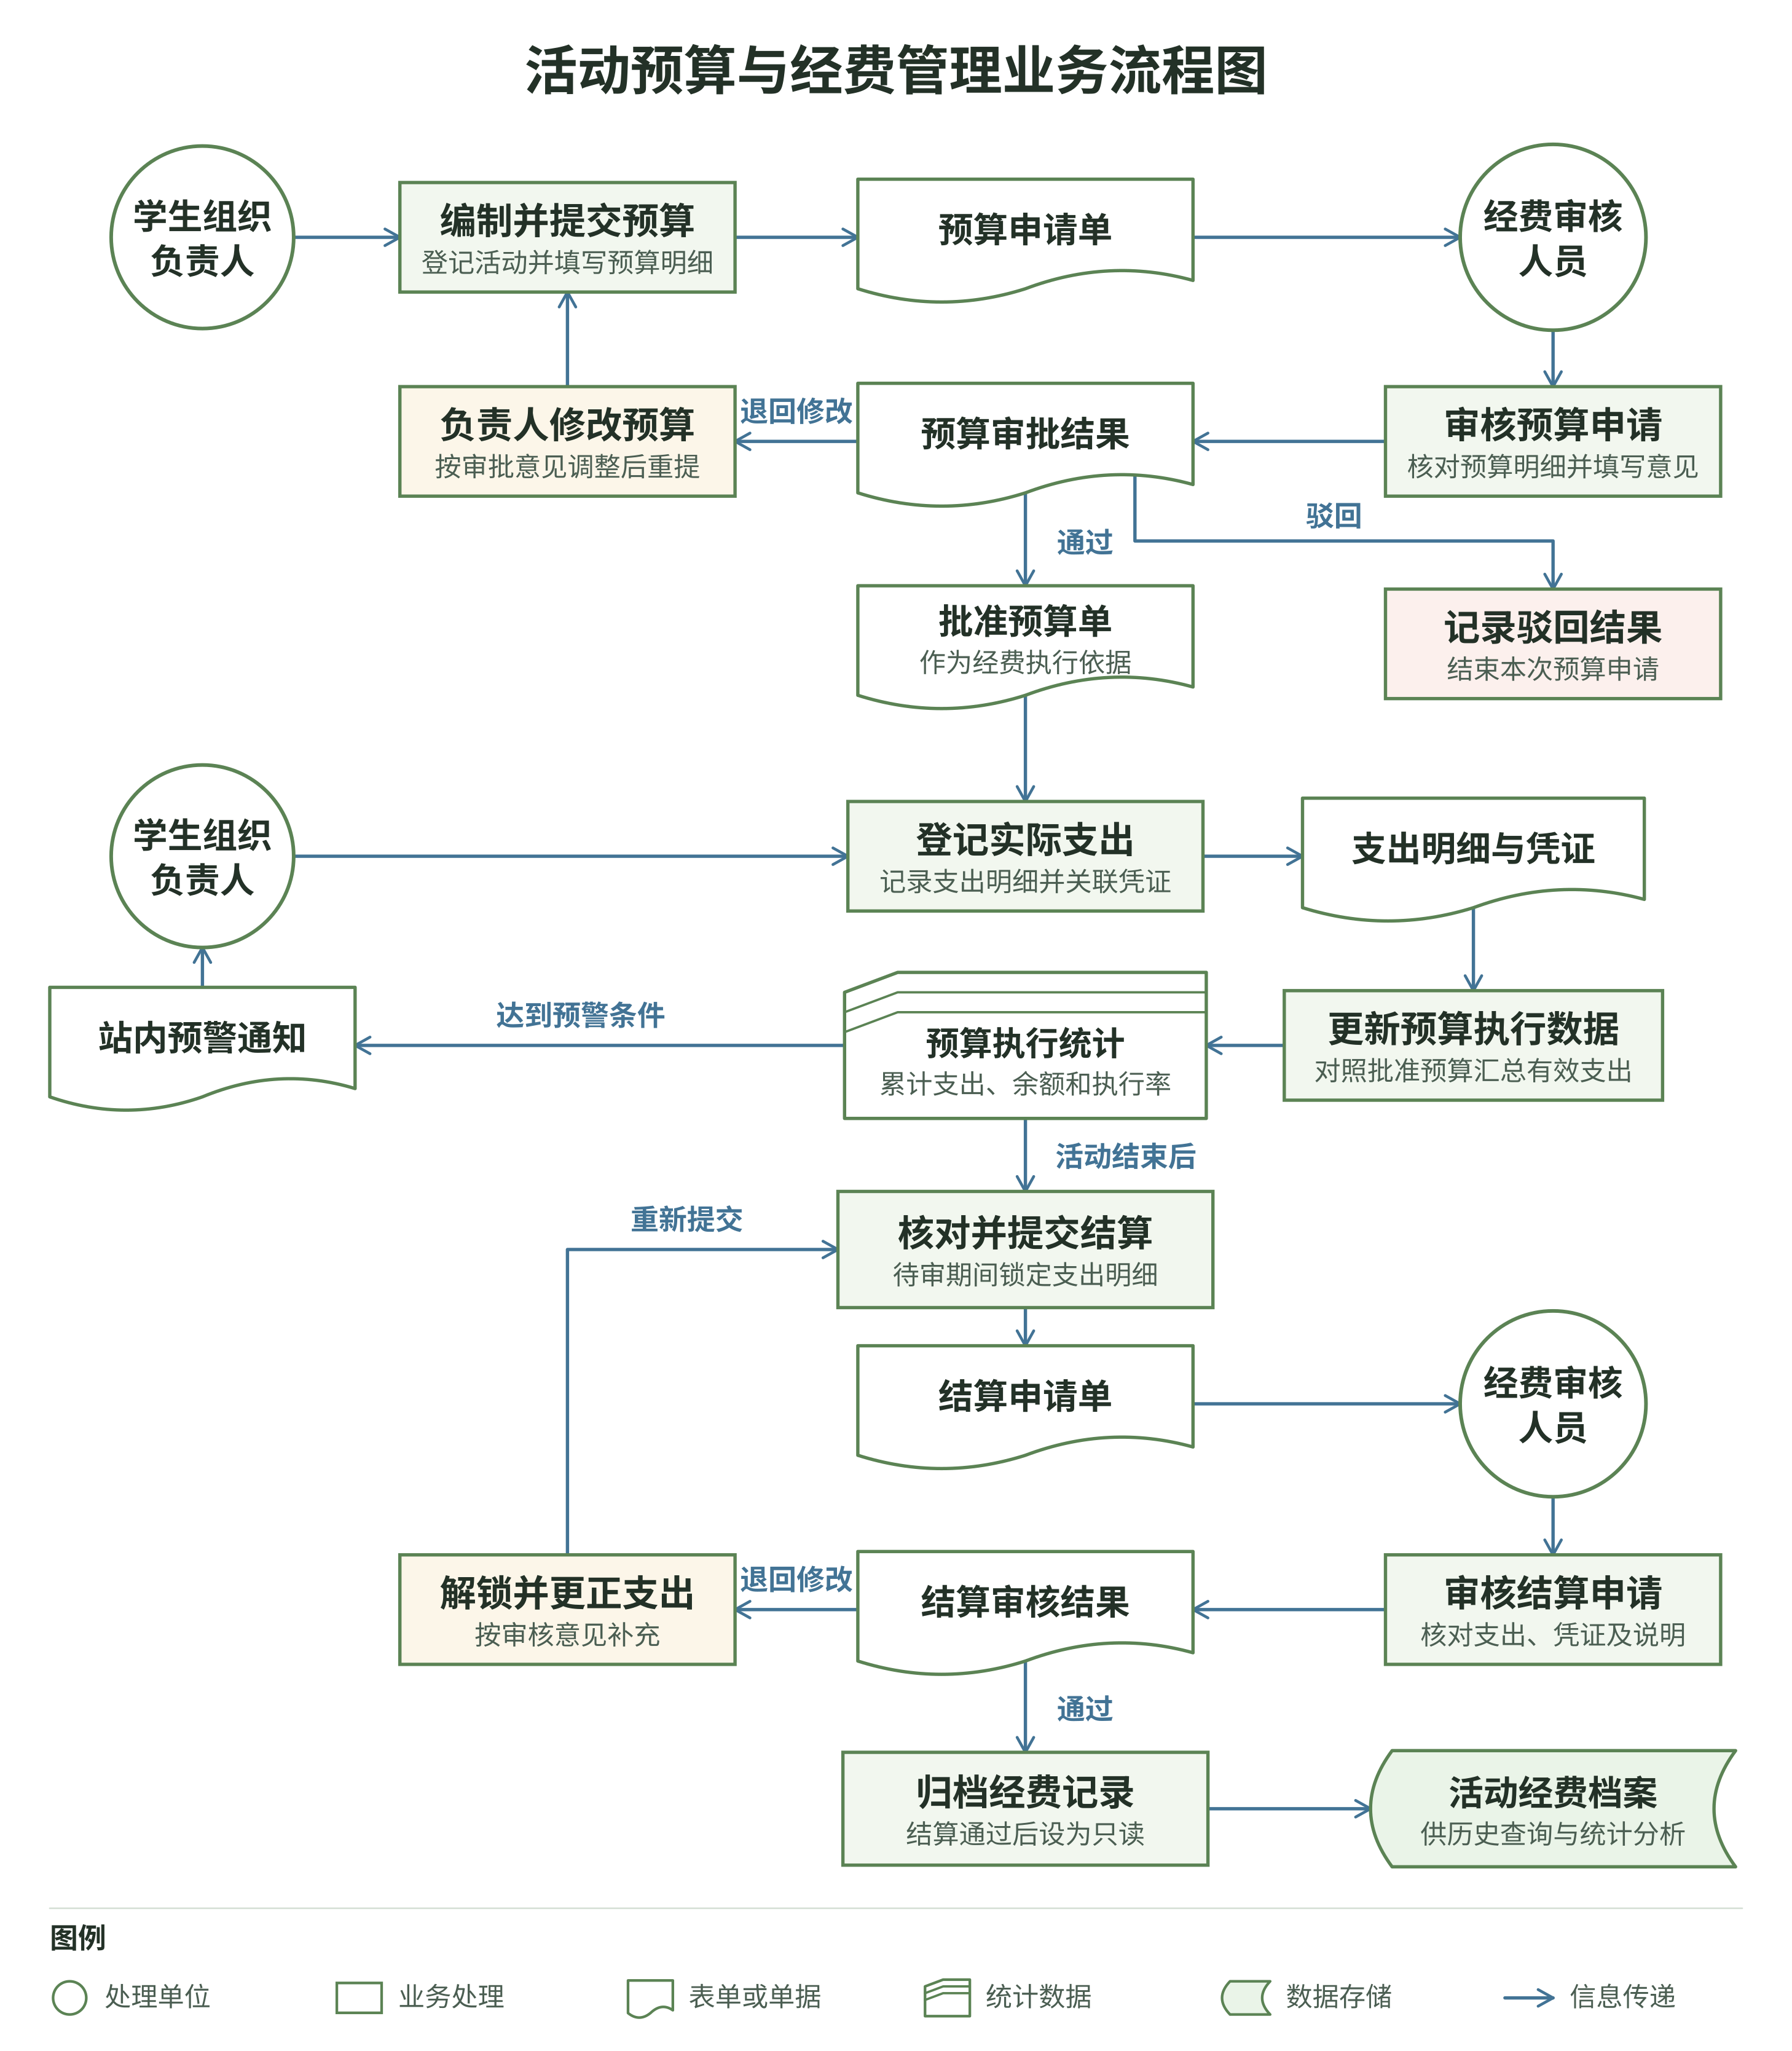 活动预算与经费管理业务流程图
学生组织
负责人
编制并提交预算
登记活动并填写预算明细
预算申请单
经费审核
人员
负责人修改预算
按审批意见调整后重提
退回修改
预算审批结果
审核预算申请
核对预算明细并填写意见
通过
驳回
批准预算单
作为经费执行依据
记录驳回结果
结束本次预算申请
学生组织
负责人
登记实际支出
记录支出明细并关联凭证
支出明细与凭证
站内预警通知
达到预警条件
预算执行统计
累计支出、余额和执行率
更新预算执行数据
对照批准预算汇总有效支出
活动结束后
重新提交
核对并提交结算
待审期间锁定支出明细
结算申请单
经费审核
人员
解锁并更正支出
按审核意见补充
退回修改
结算审核结果
审核结算申请
核对支出、凭证及说明
通过
归档经费记录
结算通过后设为只读
活动经费档案
供历史查询与统计分析
图例
处理单位
业务处理
表单或单据
统计数据
数据存储
信息传递